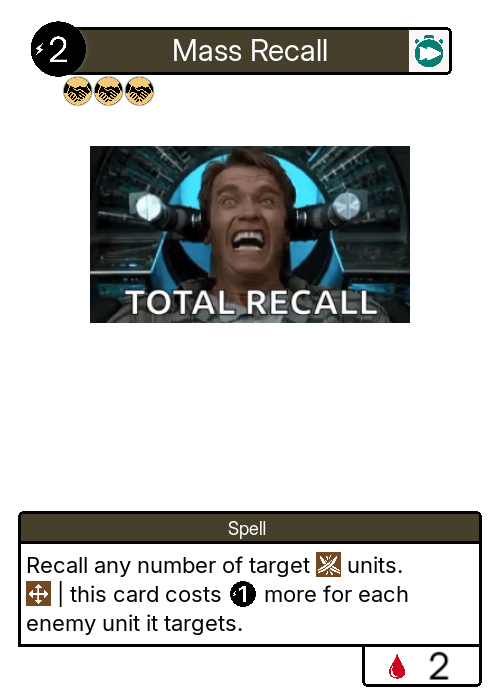 2
Mass Recall
TOTAL RECALL
Spell
Recall any number of target units.
| this card costs 1 more for each
enemy unit it targets.
2